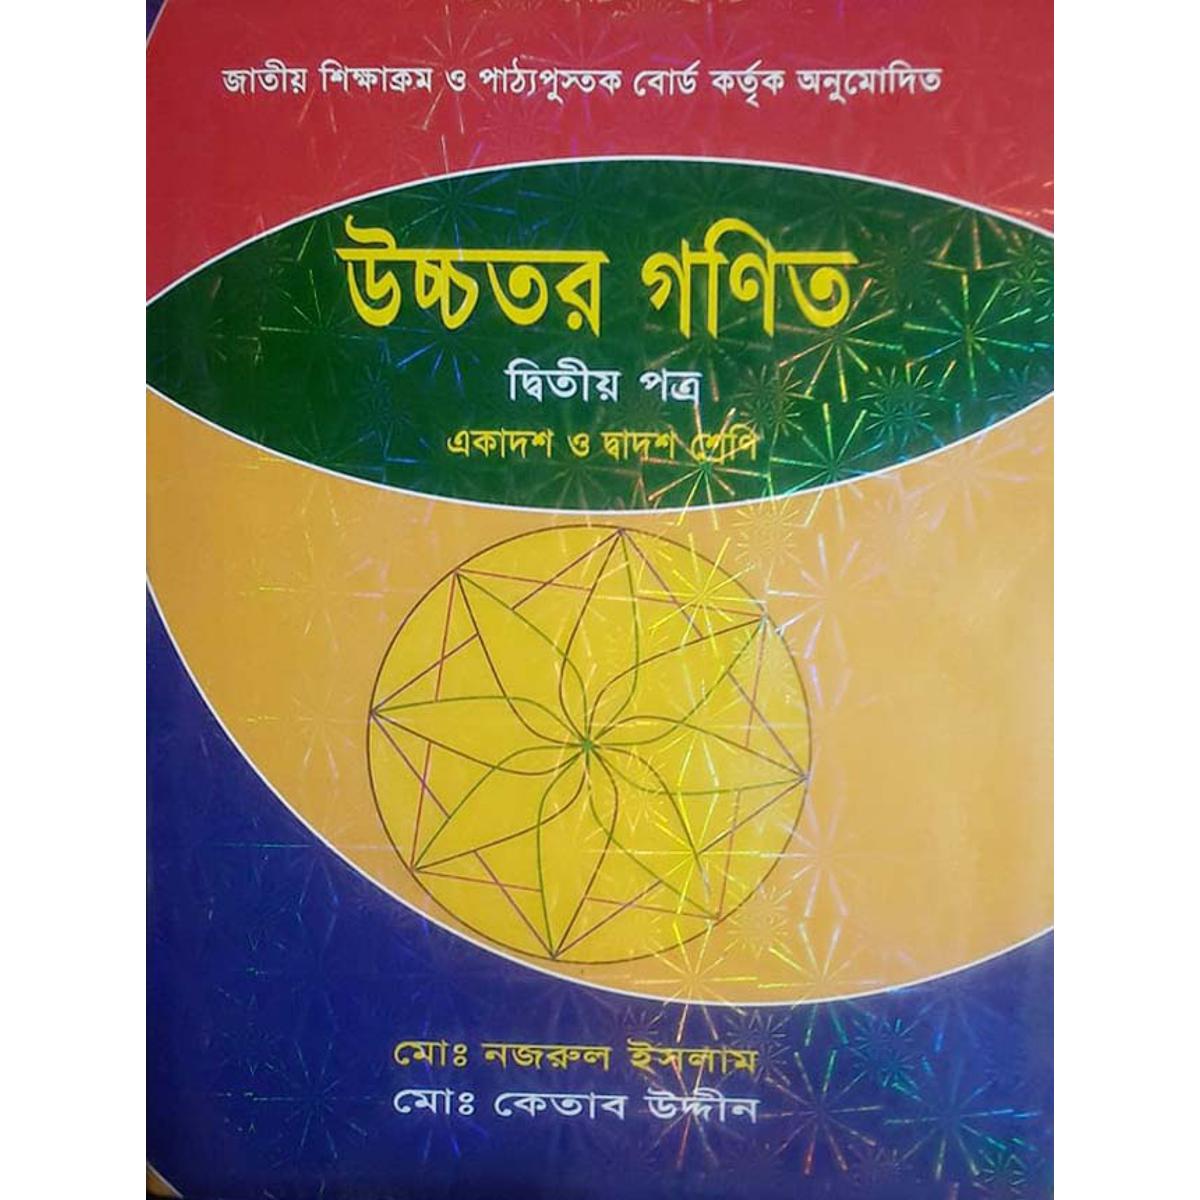 জাতীয় শিক্ষাক্রম ও পাঠ্যপুস্তক বোর্ড কর্তৃক অনুমোদিত
উচ্চতর গণিত
দ্বিতীয় পত্র
একাদশ ও দ্বাদশ শ্রেণি
মোঃ নজরুল ইসলাম
মোঃ কেতাব উদ্দীন